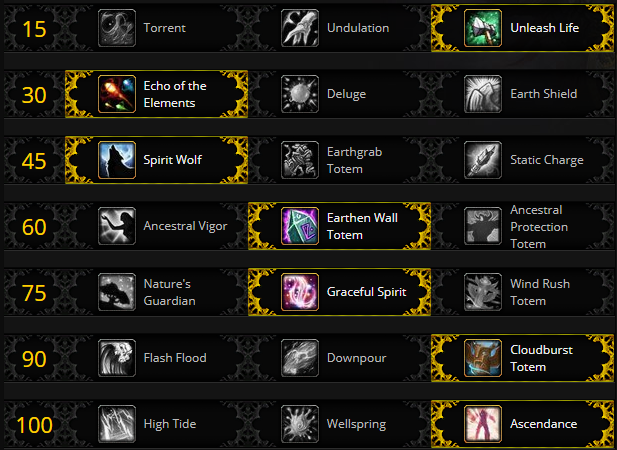 15 Torrent Undulation Unleash Life
30 Echo of the Elements Deluge Earth Shield
45 Spirit Wolf Earthgrab Totem Static Charge
60 Ancestral Vigor Earthen Wall Totem Ancestral Protection Totem
75 Nature's Guardian Graceful Spirit Wind Rush Totem
90 Flash Flood Downpour Cloudburst Totem
100 High Tide Wellspring Ascendance